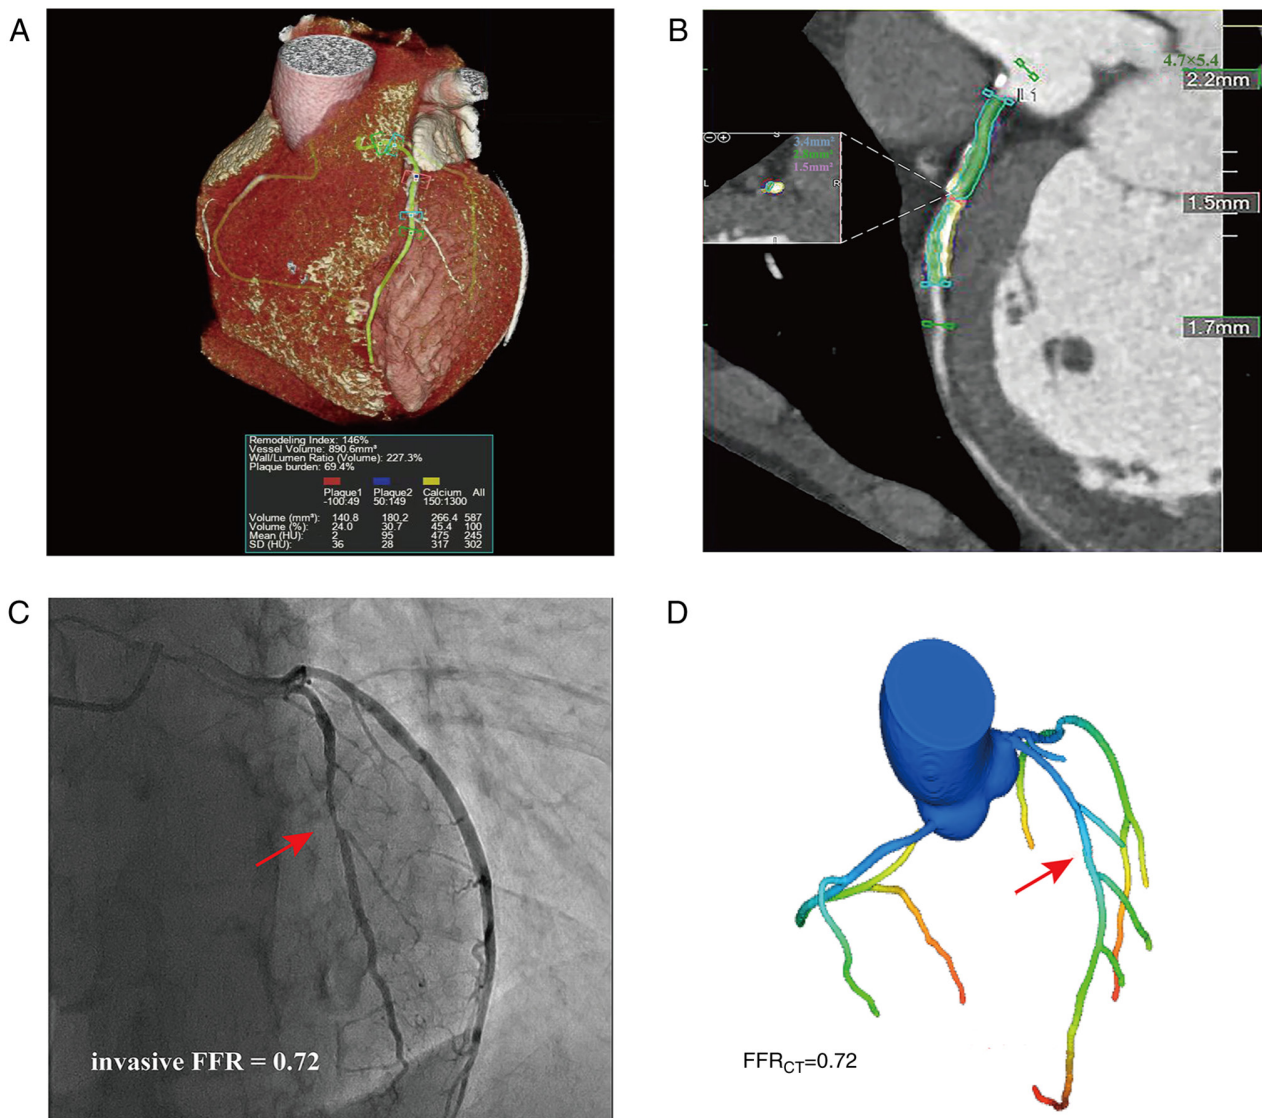 A
B
Remodeling Index: 146%
Vessel Volume: 890.6mm³
Wall/Lumen Ratio (Volume): 227.3%
Plaque burden: 69.4%
Plaque1 Plaque2 Calcium All
-100:49 50:149 150:1300
Volume (mm³): 140.8 180.2 266.4 587
Volume (%): 24.0 30.7 45.4 100
Mean (HU): 2 95 475 245
SD (HU): 36 28 317 302
4.7×5.4
2.2mm
3.4mm²
1.5mm²
S
L
R
1.5mm
1.7mm
C
D
invasive FFR = 0.72
FFRCT=0.72